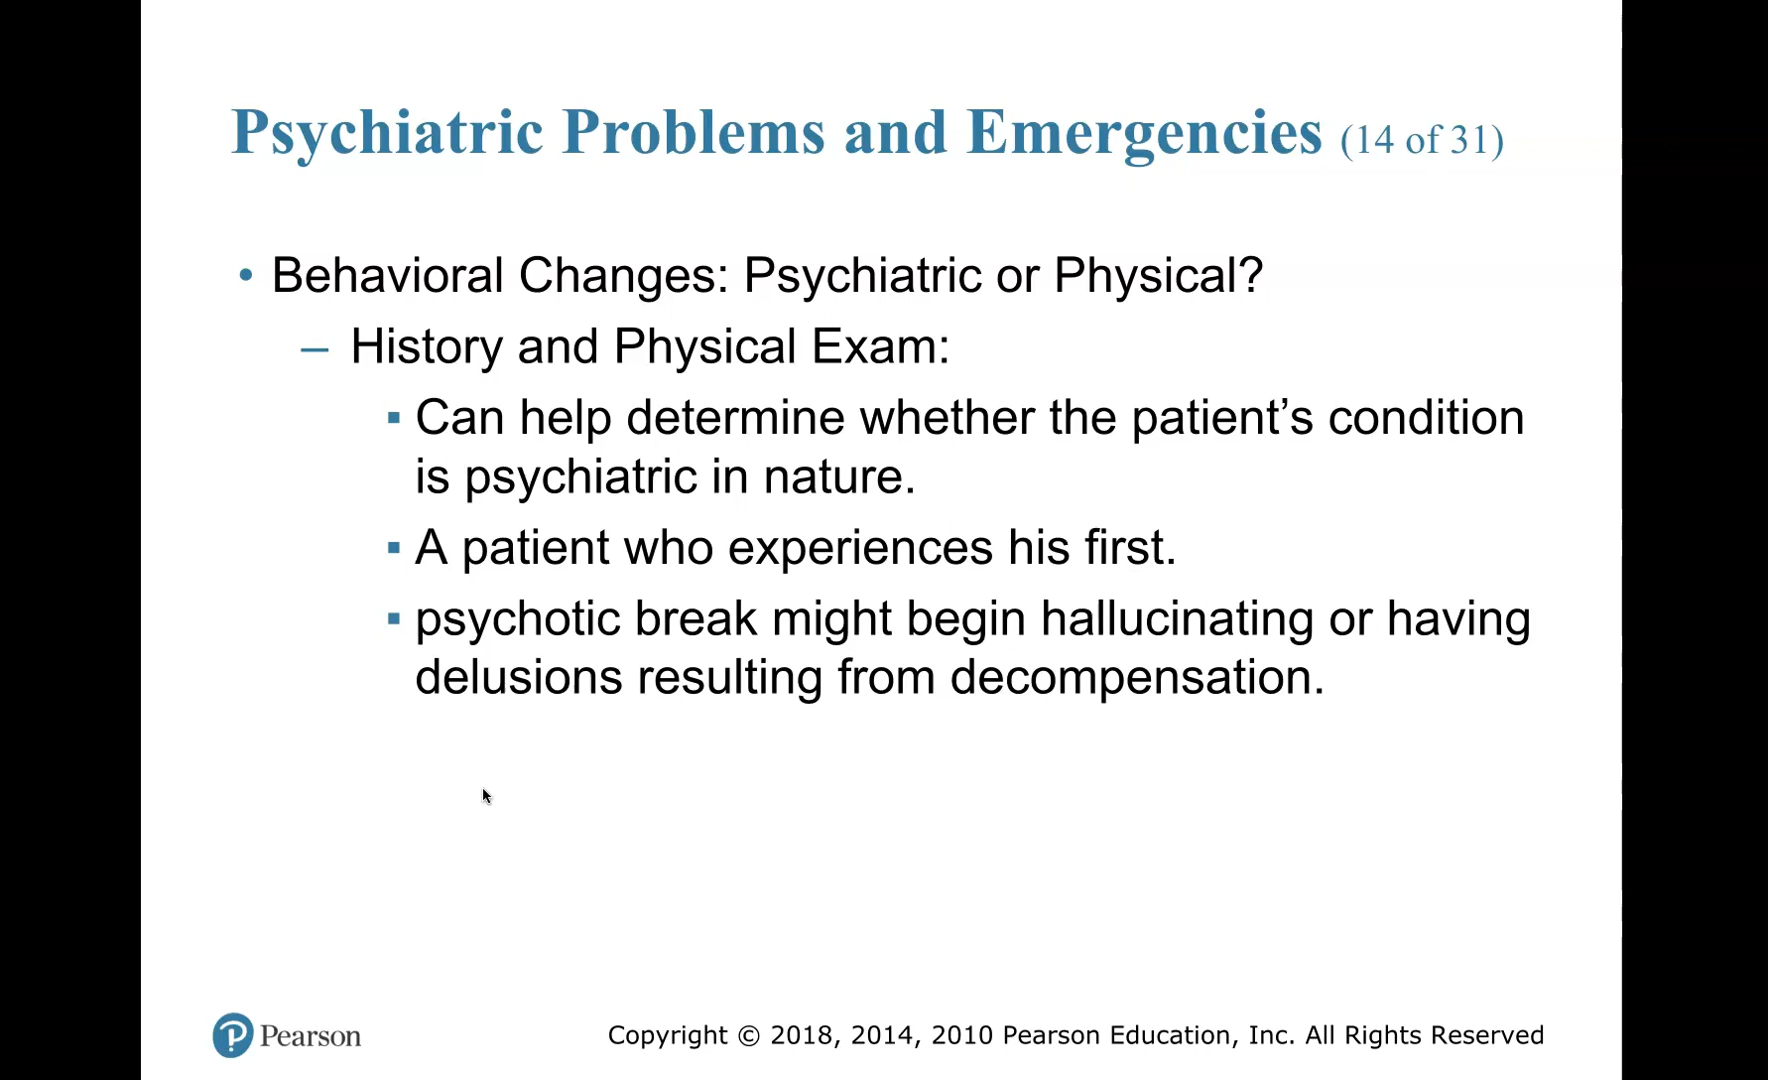 Psychiatric Problems and Emergencies (14 of 31)
• Behavioral Changes: Psychiatric or Physical?
– History and Physical Exam:
▪ Can help determine whether the patient’s condition
is psychiatric in nature.
▪ A patient who experiences his first.
▪ psychotic break might begin hallucinating or having
delusions resulting from decompensation.
Pearson
Copyright © 2018, 2014, 2010 Pearson Education, Inc. All Rights Reserved